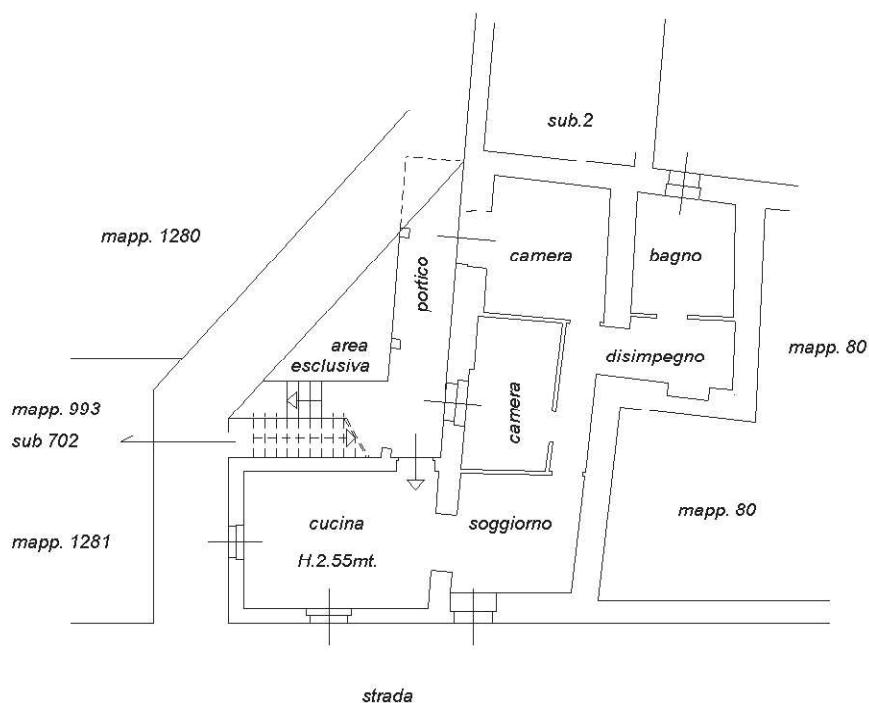 sub.2
mapp. 1280
camera
bagno
portico
area
esclusiva
disimpegno
mapp. 80
mapp. 993
sub 702
camera
mapp. 1281
cucina
H.2.55mt.
soggiorno
mapp. 80
strada